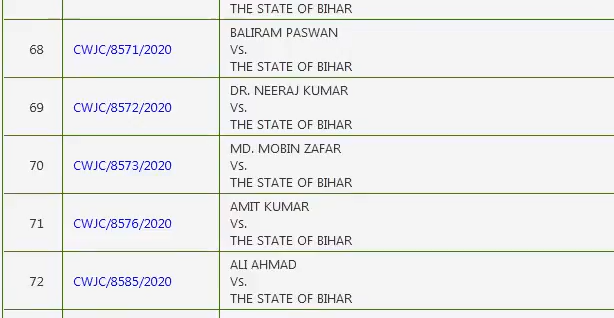 THE STATE OF BIHAR
68 CWJC/8571/2020 BALIRAM PASWAN
Vs.
THE STATE OF BIHAR
69 CWJC/8572/2020 DR. NEERAJ KUMAR
Vs.
THE STATE OF BIHAR
70 CWJC/8573/2020 MD. MOBIN ZAFAR
Vs.
THE STATE OF BIHAR
71 CWJC/8576/2020 AMIT KUMAR
Vs.
THE STATE OF BIHAR
72 CWJC/8585/2020 ALI AHMAD
Vs.
THE STATE OF BIHAR